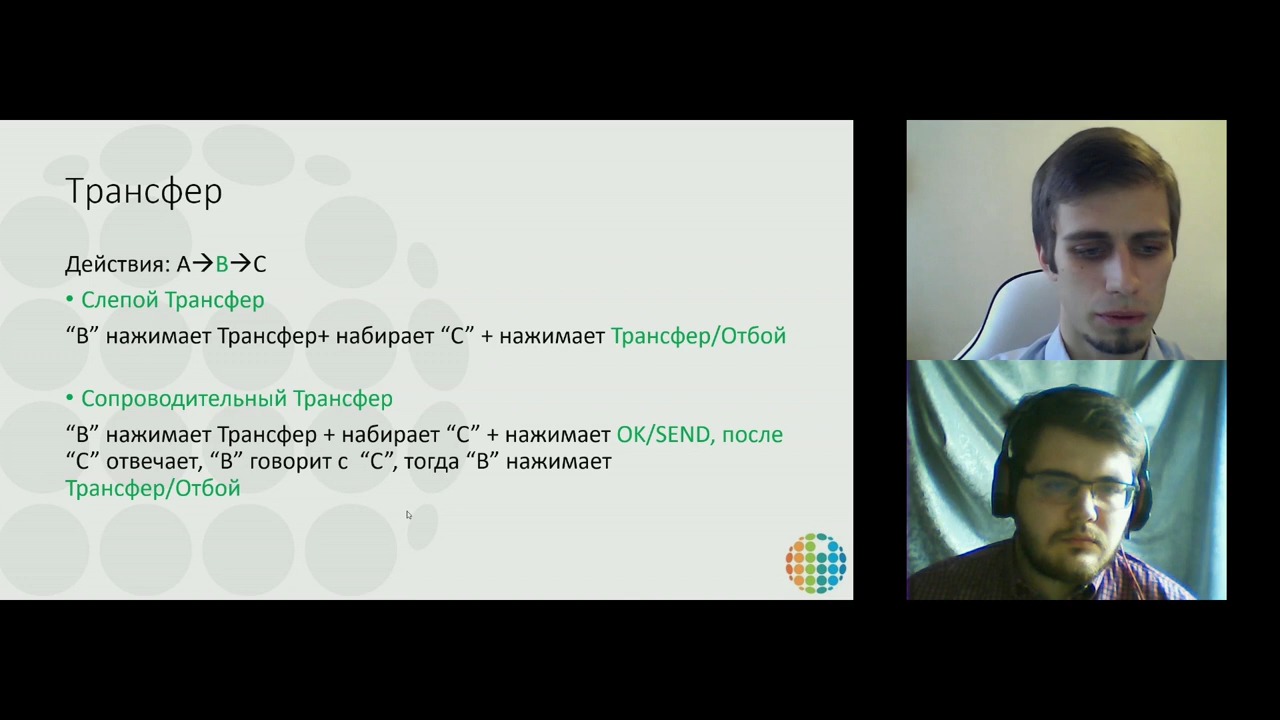 Трансфер
Действия: A→B→C
• Слепой Трансфер
“B” нажимает Трансфер+ набирает “C” + нажимает Трансфер/Отбой
• Сопроводительный Трансфер
“B” нажимает Трансфер + набирает “C” + нажимает OK/SEND, после
“C” отвечает, “B” говорит с “C”, тогда “B” нажимает
Трансфер/Отбой